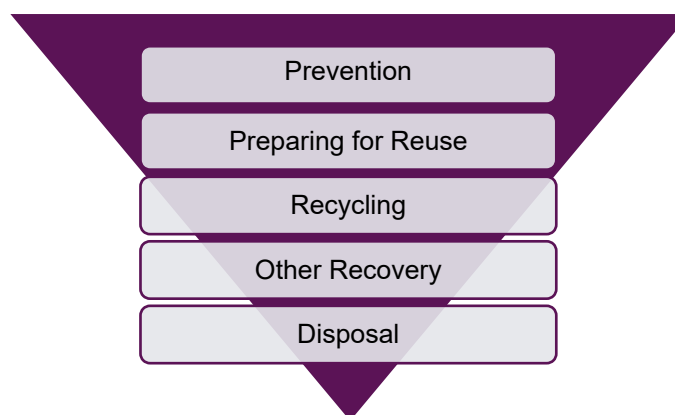 Prevention
Preparing for Reuse
Recycling
Other Recovery
Disposal